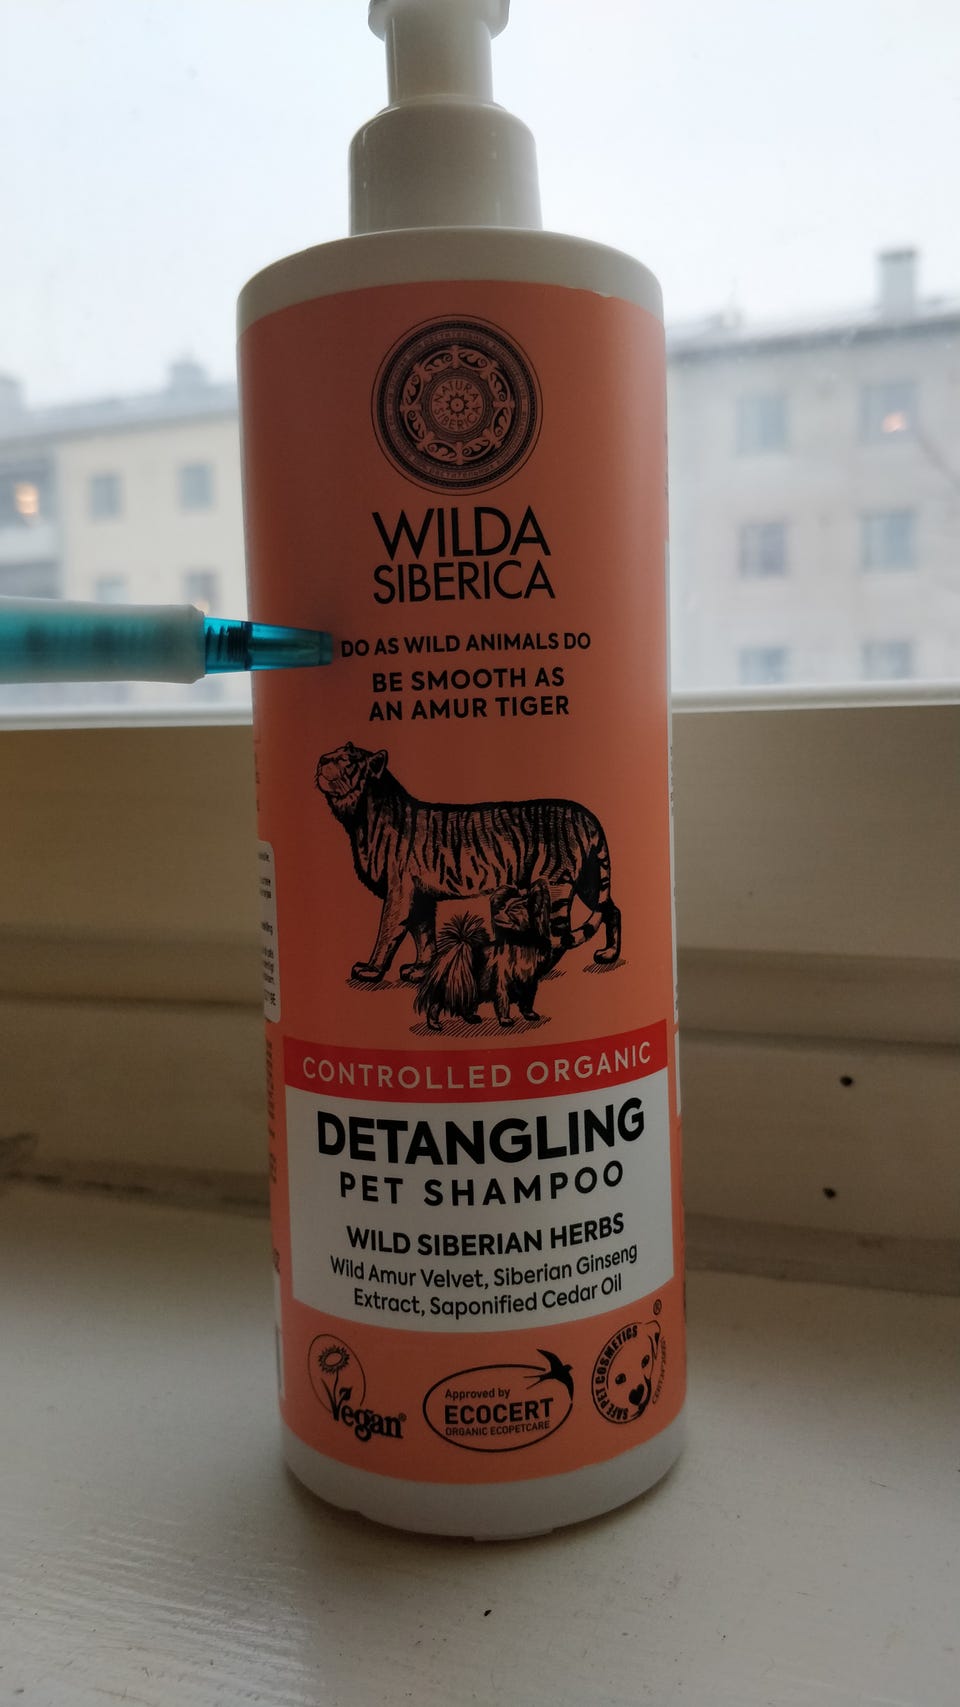 NATURA
SIBERICA
WILDA
SIBERICA
DO AS WILD ANIMALS DO
BE SMOOTH AS
AN AMUR TIGER
CONTROLLED ORGANIC
DETANGLING
PET SHAMPOO
WILD SIBERIAN HERBS
Wild Amur Velvet, Siberian Ginseng
Extract, Saponified Cedar Oil
Vegan®
Approved by
ECOCERT
ORGANIC ECOPETCARE
SAFE PET COSMETICS
®